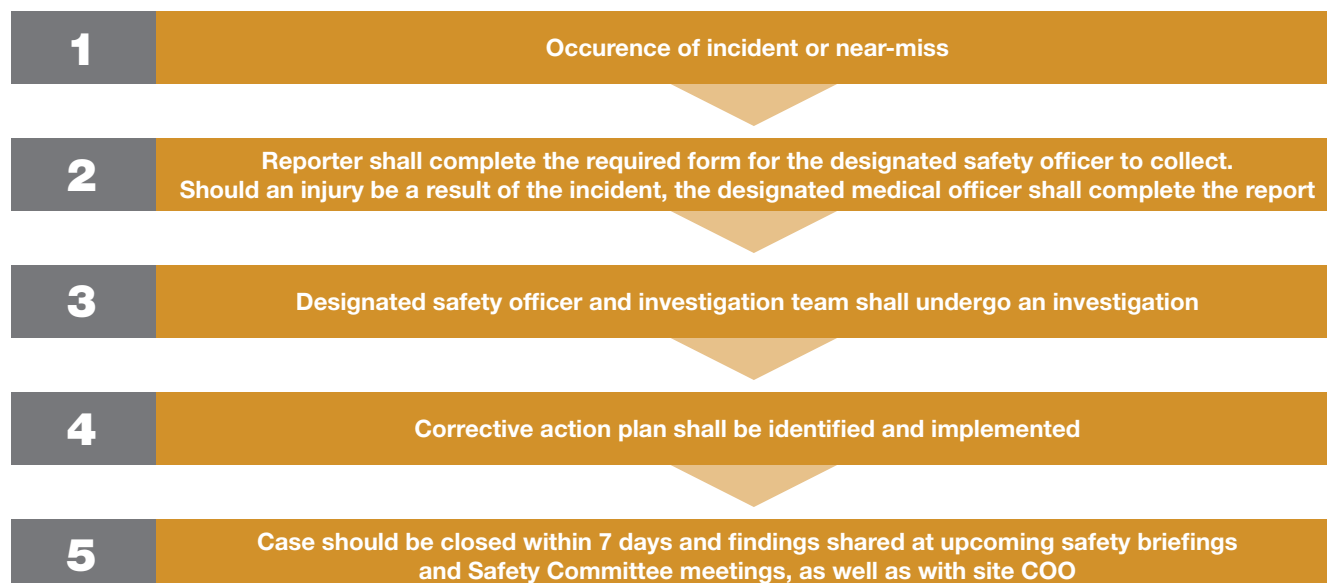 1
Occurence of incident or near-miss
2
Reporter shall complete the required form for the designated safety officer to collect.
Should an injury be a result of the incident, the designated medical officer shall complete the report
3
Designated safety officer and investigation team shall undergo an investigation
4
Corrective action plan shall be identified and implemented
5
Case should be closed within 7 days and findings shared at upcoming safety briefings
and Safety Committee meetings, as well as with site COO